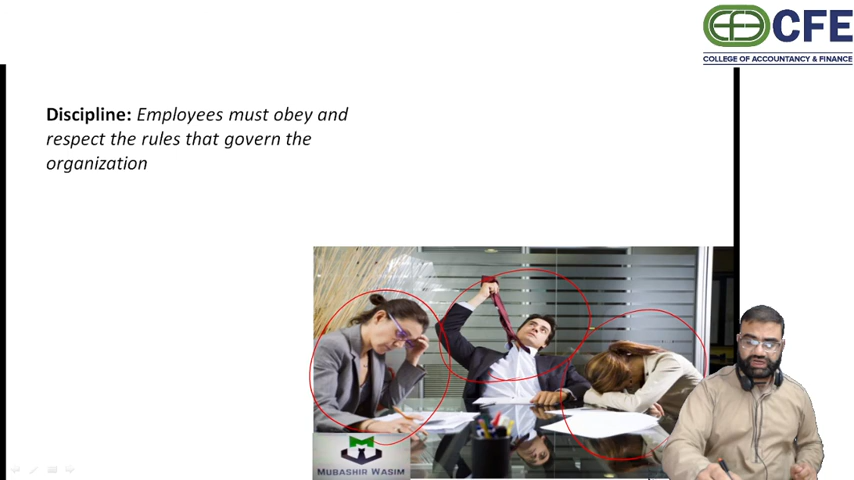 CFE
COLLEGE OF ACCOUNTANCY & FINANCE
Discipline: Employees must obey and
respect the rules that govern the
organization
MUBASHIR WASIM